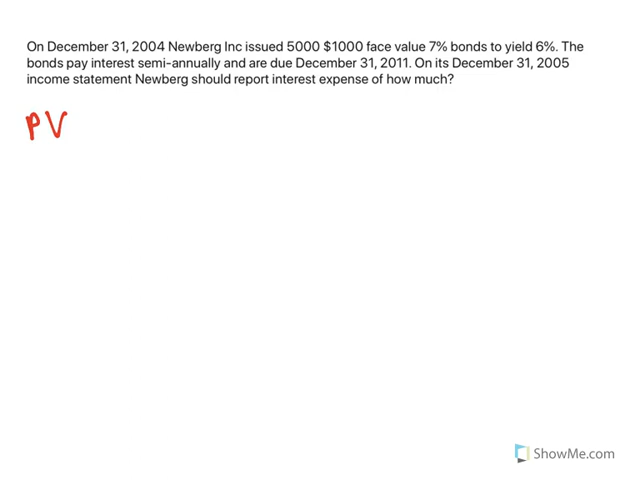 On December 31, 2004 Newberg Inc issued 5000 $1000 face value 7% bonds to yield 6%. The
bonds pay interest semi-annually and are due December 31, 2011. On its December 31, 2005
income statement Newberg should report interest expense of how much?
PV
ShowMe.com